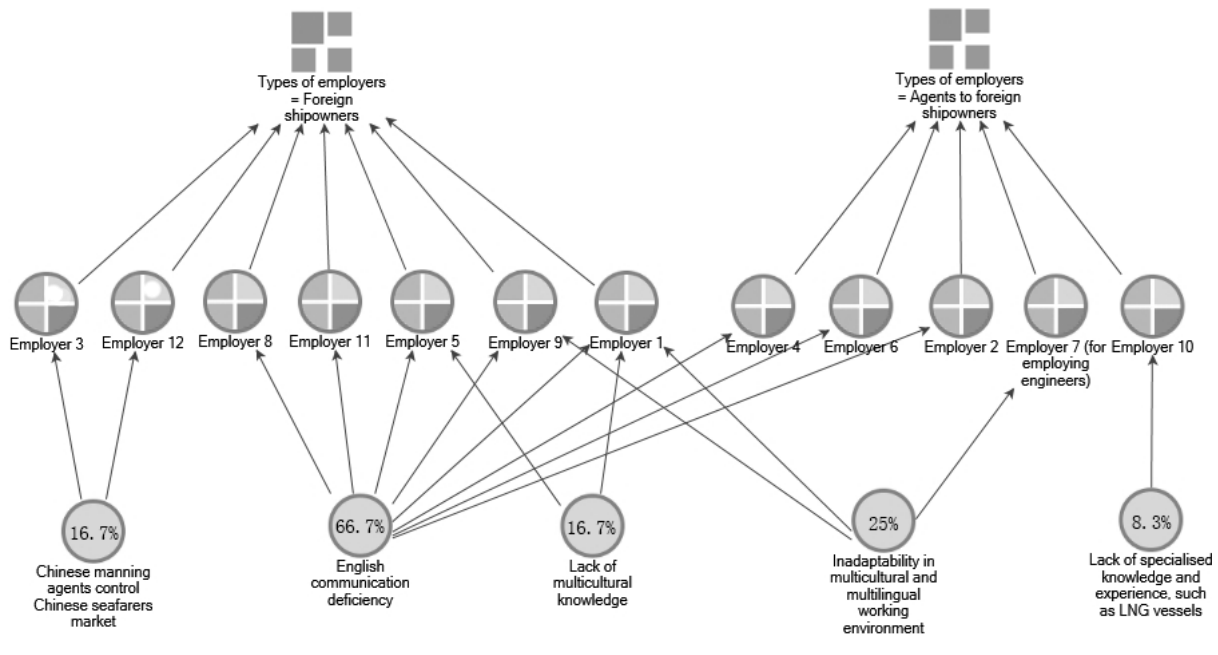 Types of employers
= Foreign
shipowners
Types of employers
= Agents to foreign
shipowners
Employer 3
Employer 12
Employer 8
Employer 11
Employer 5
Employer 9
Employer 1
Employer 4
Employer 6
Employer 2
Employer 7 (for
employing
engineers)
Employer 10
16.7%
Chinese manning
agents control
Chinese seafarers
market
66.7%
English
communication
deficiency
16.7%
Lack of
multicultural
knowledge
25%
Inadaptability in
multicultural and
multilingual
working
environment
8.3%
Lack of specialised
knowledge and
experience, such
as LNG vessels